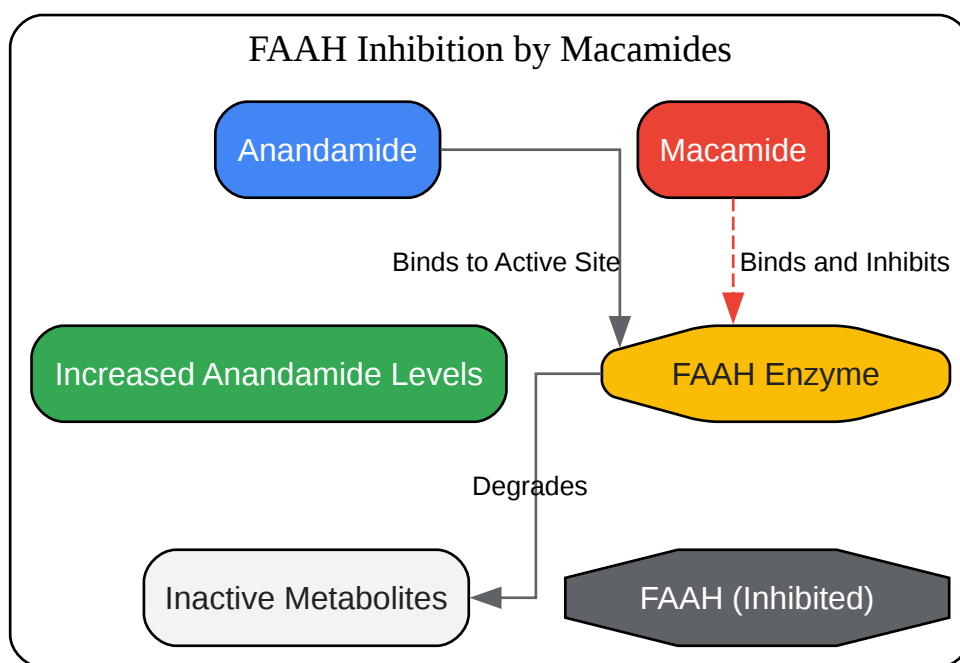 FAAH Inhibition by Macamides
Anandamide
Macamide
Binds to Active Site
Binds and Inhibits
Increased Anandamide Levels
FAAH Enzyme
Degrades
Inactive Metabolites
FAAH (Inhibited)